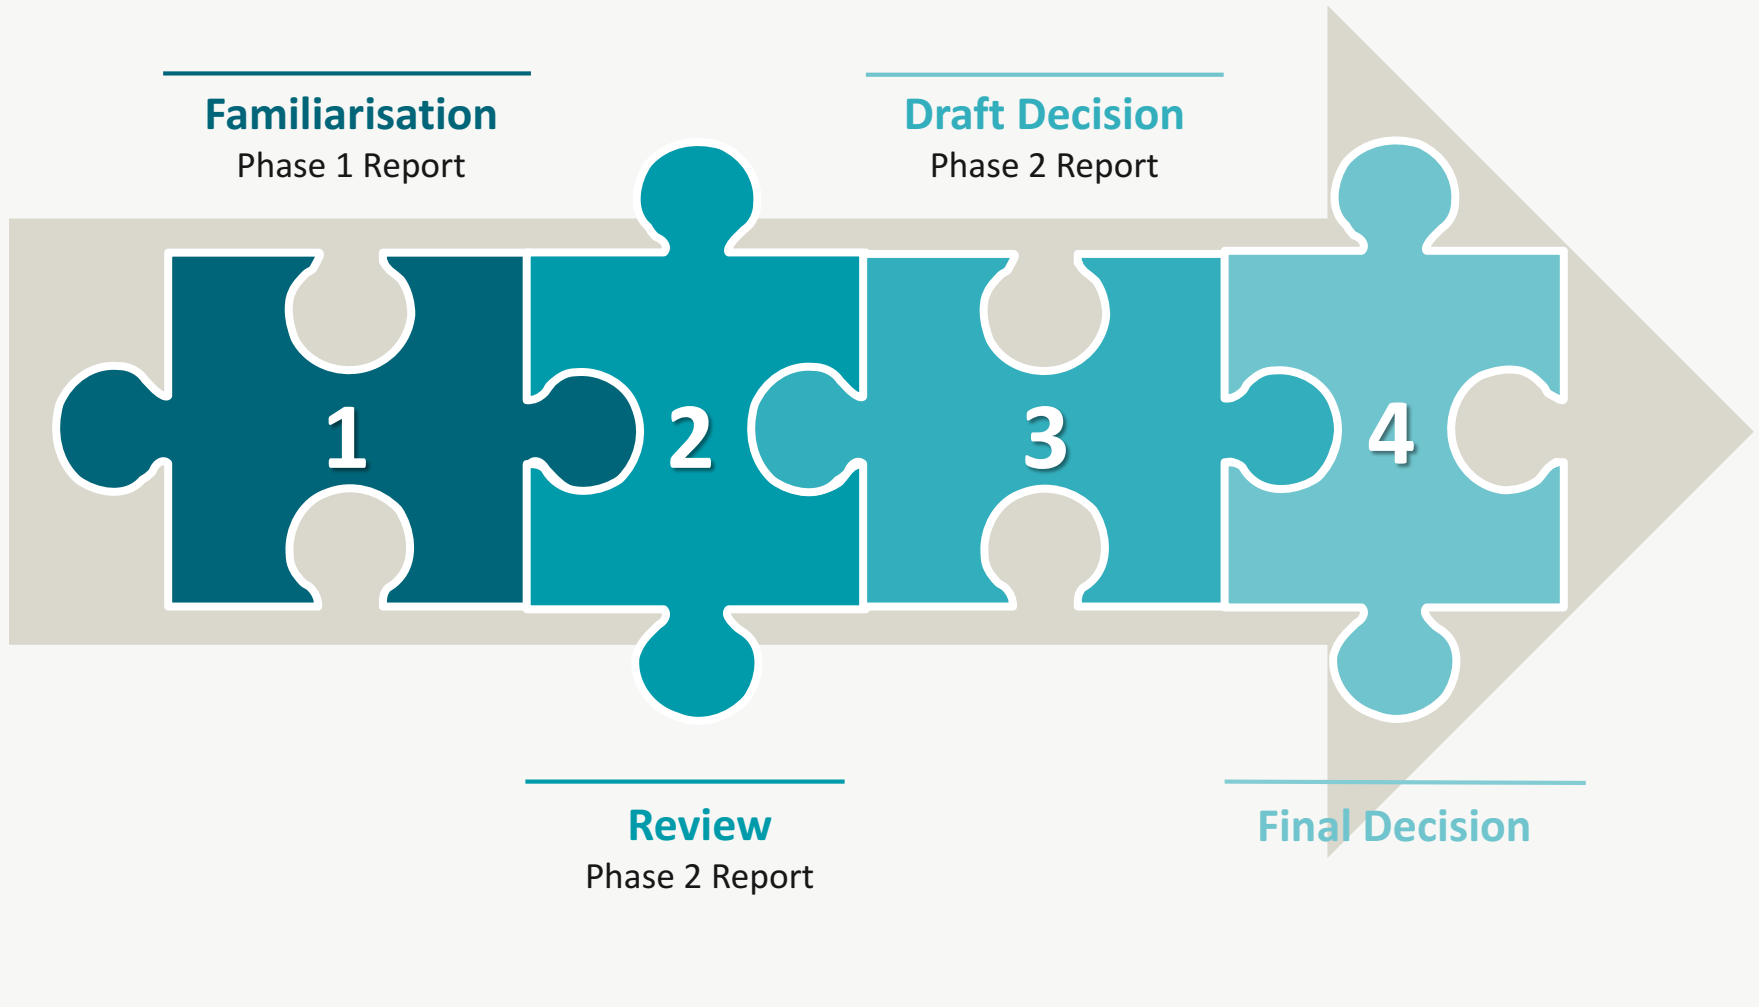 Familiarisation
Phase 1 Report
Draft Decision
Phase 2 Report
1
2
3
4
Review
Phase 2 Report
Final Decision